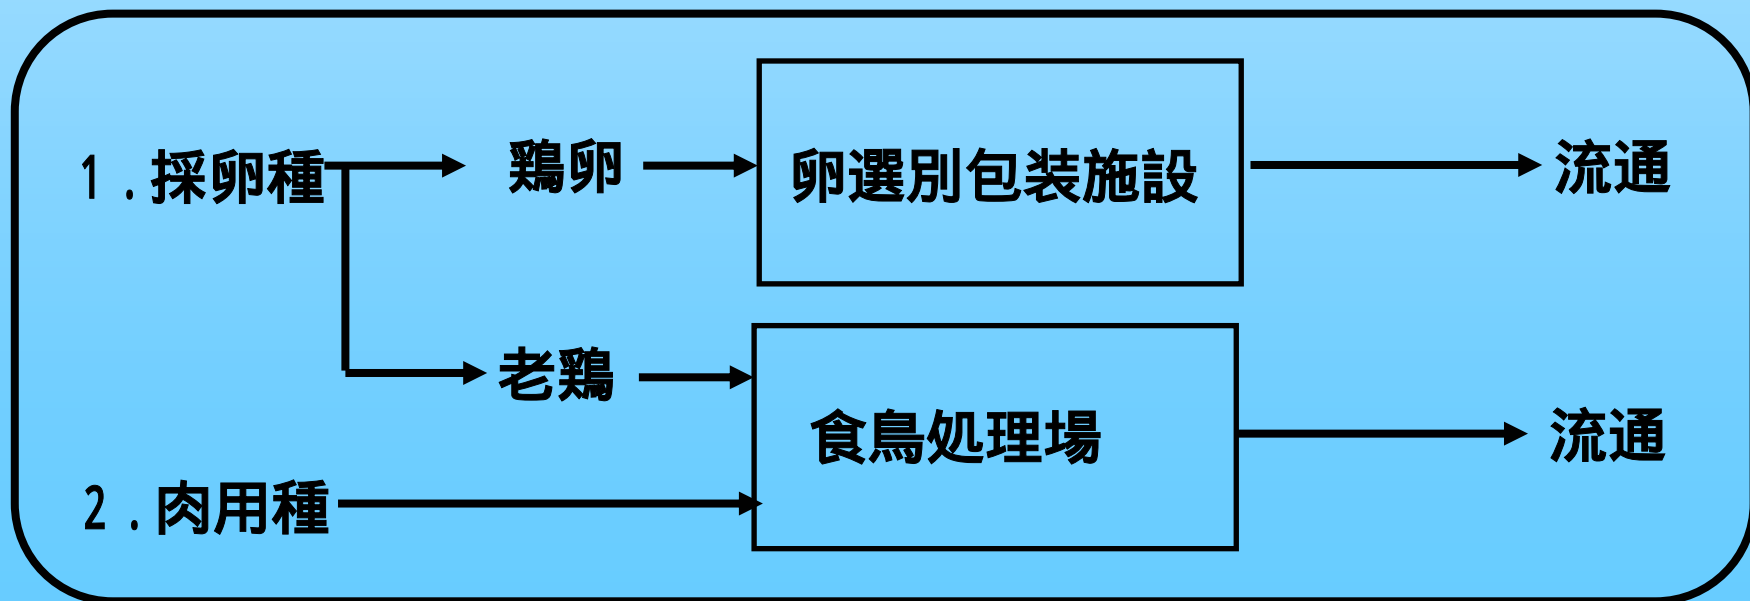 1．採卵種
鶏卵
卵選別包装施設
流通
老鶏
食鳥処理場
流通
2．肉用種